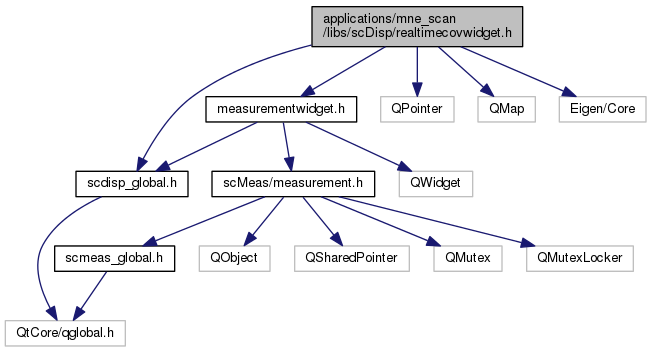 applications/mne_scan
/libs/scDisp/realtimecovwidget.h
measurementwidget.h
QPointer
QMap
Eigen/Core
scdisp_global.h
scMeas/measurement.h
QWidget
scmeas_global.h
QObject
QSharedPointer
QMutex
QMutexLocker
QtCore/qglobal.h